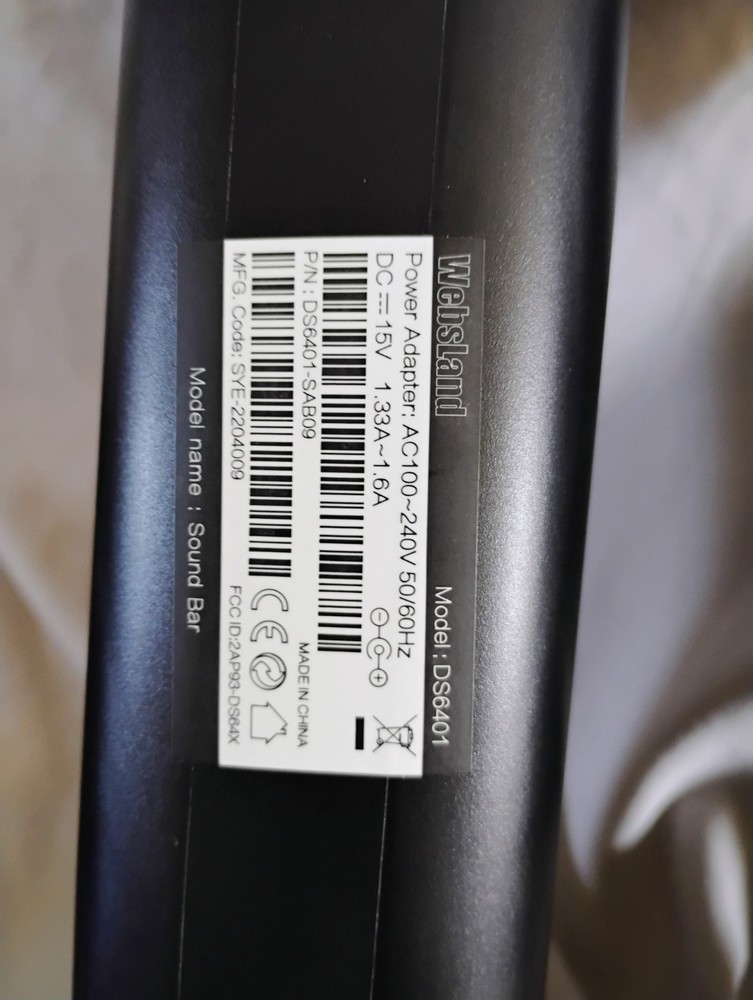 WebsLand
Model : DS6401
Power Adapter: AC100~240V 50/60Hz
DC ⎓ 15V 1.33A~1.6A
P/N : DS6401-SAB09
MADE IN CHINA
MFG. Code: SYE-2204009
FCC ID:2AP93-DS64X
Model name : Sound Bar